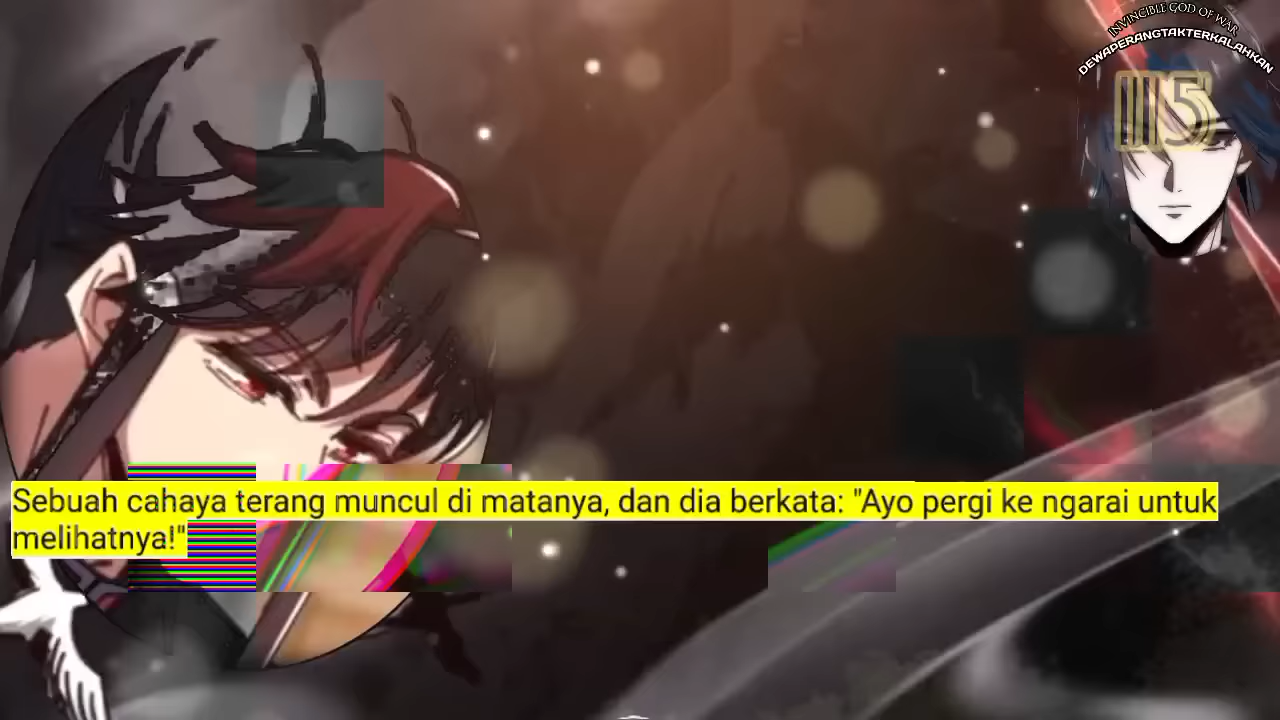 INVINCIBLE GOD OF WAR
DEWAPERANGTAKTERKALAHKAN
115
Sebuah cahaya terang muncul di matanya, dan dia berkata: "Ayo pergi ke ngarai untuk
melihatnya!"